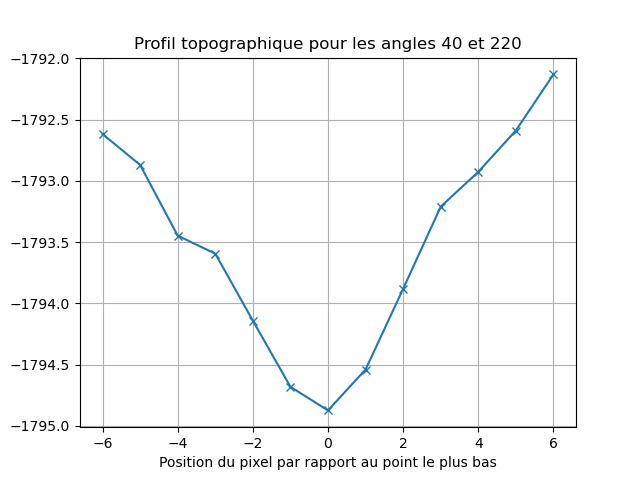 Profil topographique pour les angles 40 et 220
−1792.0
−1792.5
−1793.0
−1793.5
−1794.0
−1794.5
−1795.0
−6 −4 −2 0 2 4 6
Position du pixel par rapport au point le plus bas